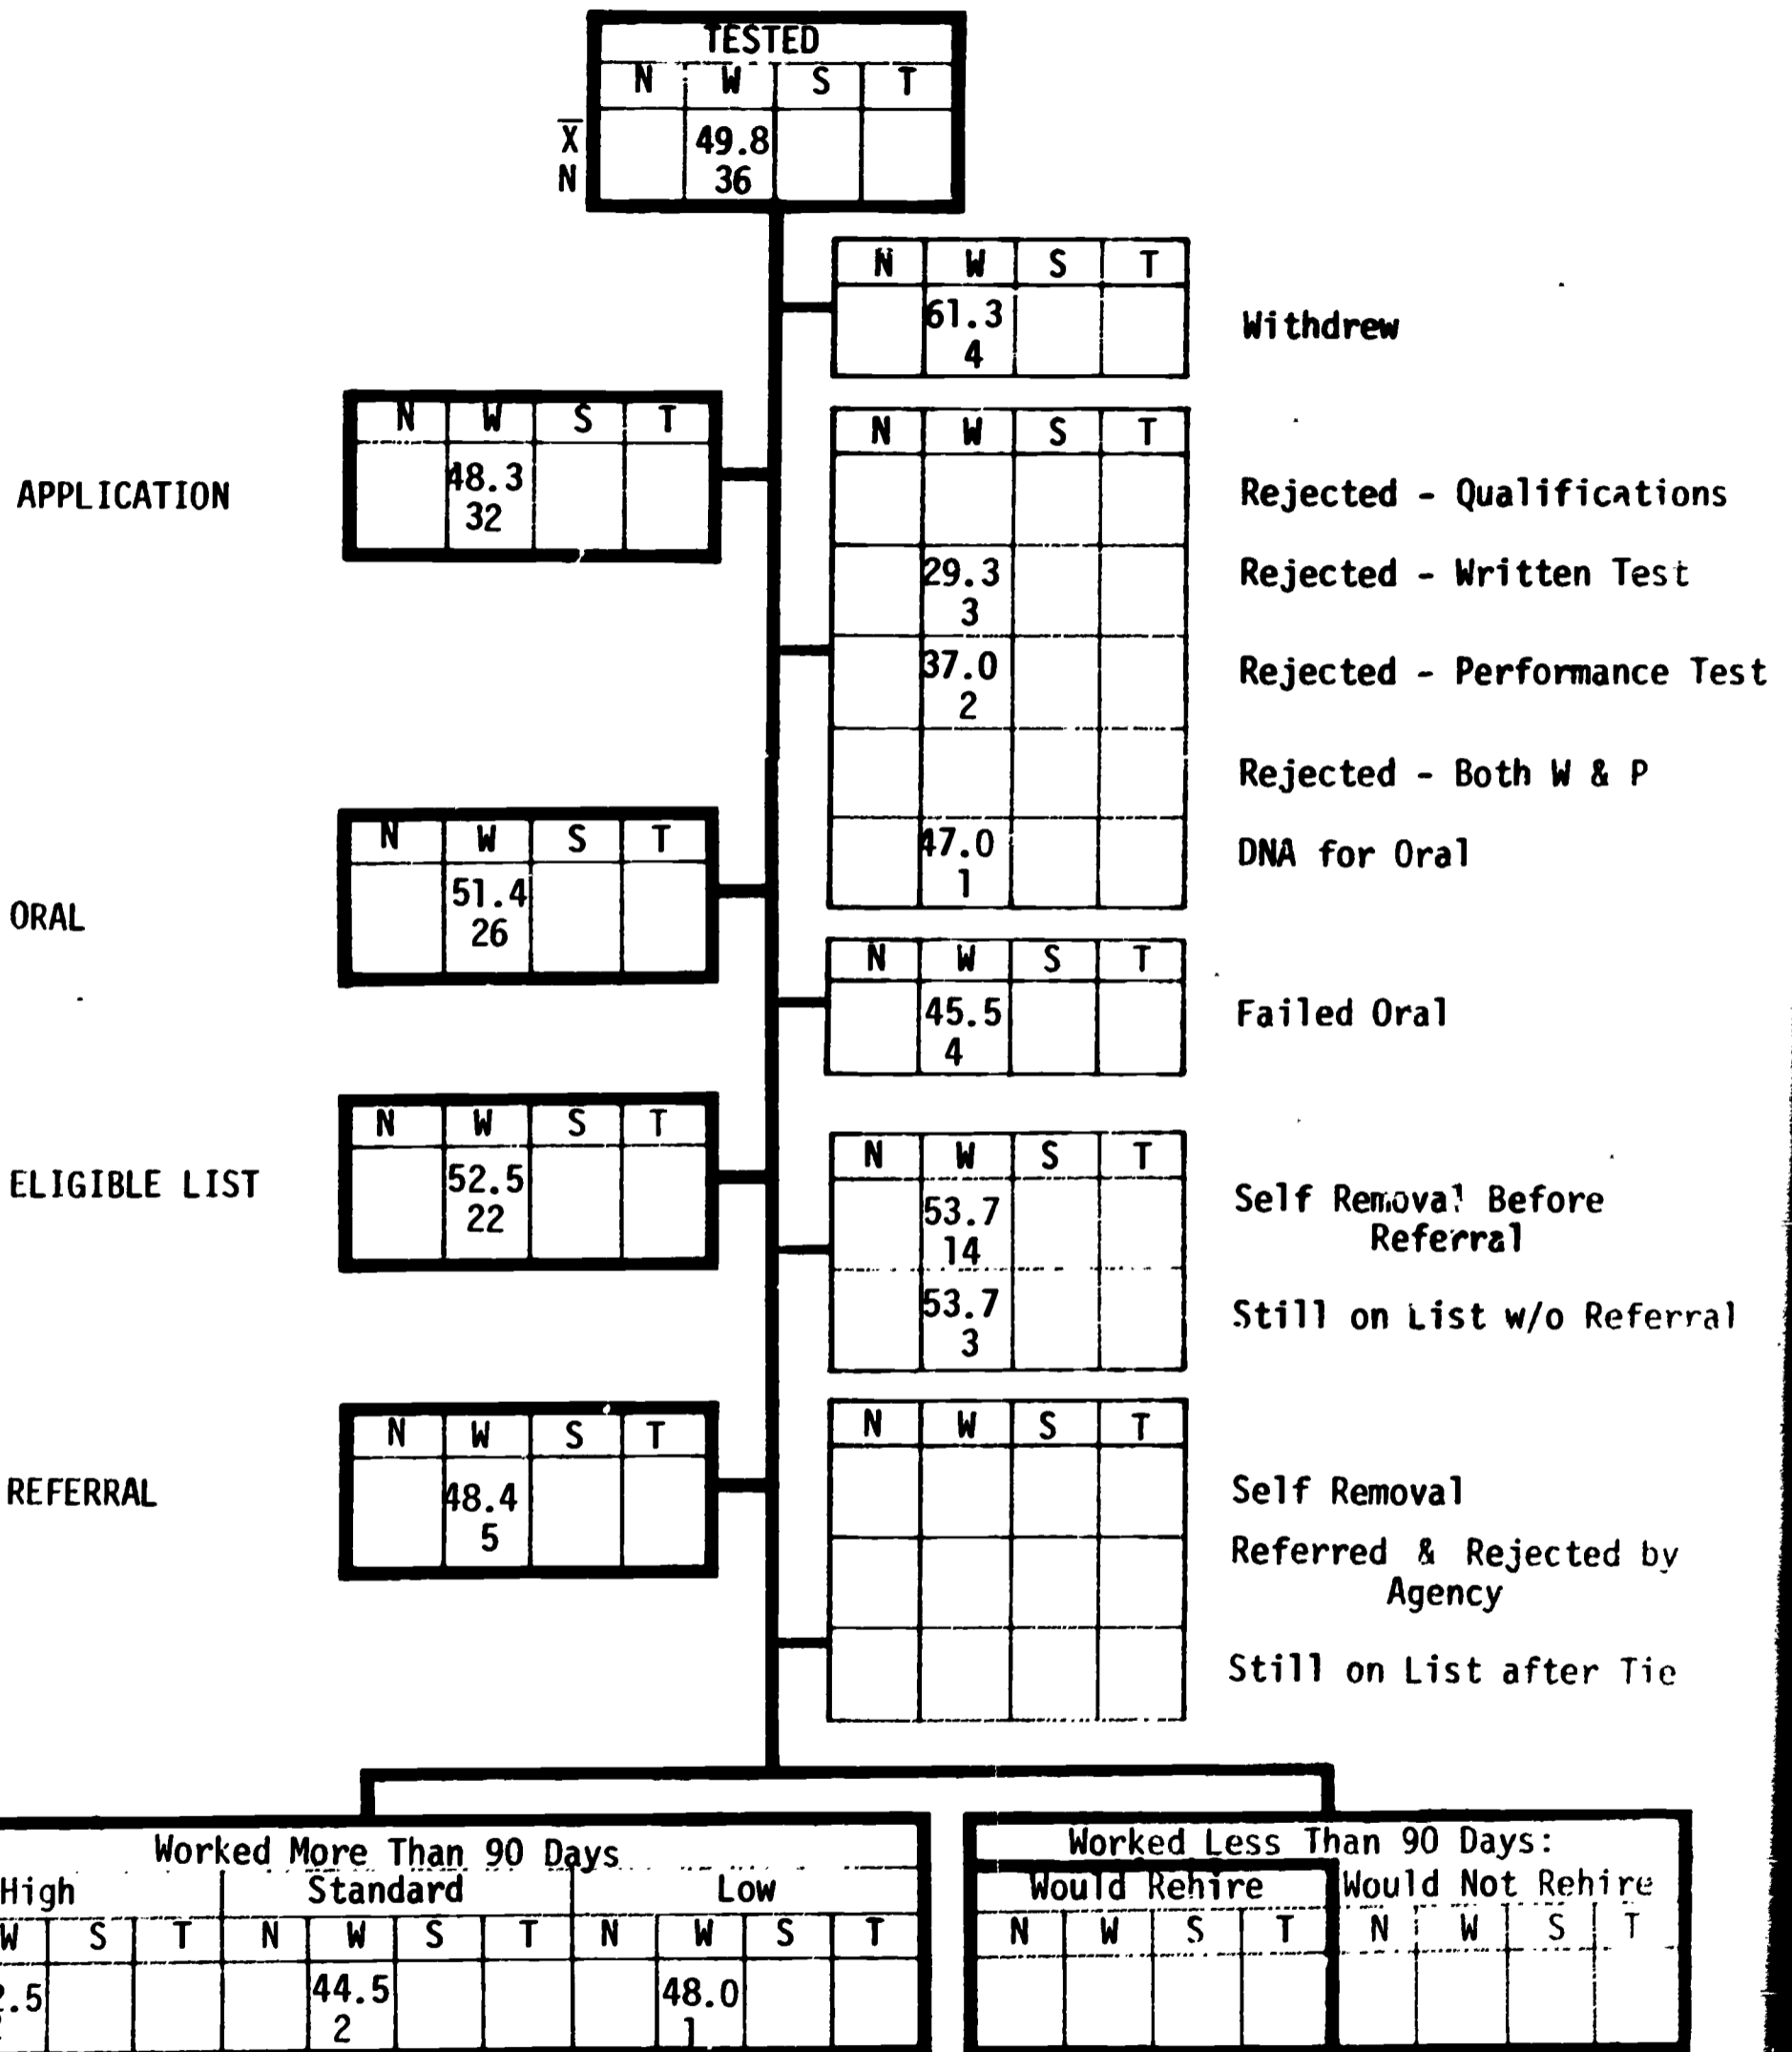 TESTED
N W S T
X̄ 49.8
N 36
N W S T
61.3
4
Withdrew
APPLICATION
N W S T
48.3
32
N W S T
Rejected - Qualifications
29.3
3
Rejected - Written Test
37.0
2
Rejected - Performance Test
Rejected - Both W & P
47.0
1
DNA for Oral
ORAL
N W S T
51.4
26
N W S T
45.5
4
Failed Oral
ELIGIBLE LIST
N W S T
52.5
22
N W S T
53.7
14
Self Removal Before
Referral
53.7
3
Still on List w/o Referral
REFERRAL
N W S T
48.4
5
N W S T
Self Removal
Referred & Rejected by
Agency
Still on List after Tie
Worked More Than 90 Days
High Standard Low
W S T N W S T N W S T
.5 44.5 48.0
2 1
Worked Less Than 90 Days:
Would Rehire Would Not Rehire
N W S T N W S T